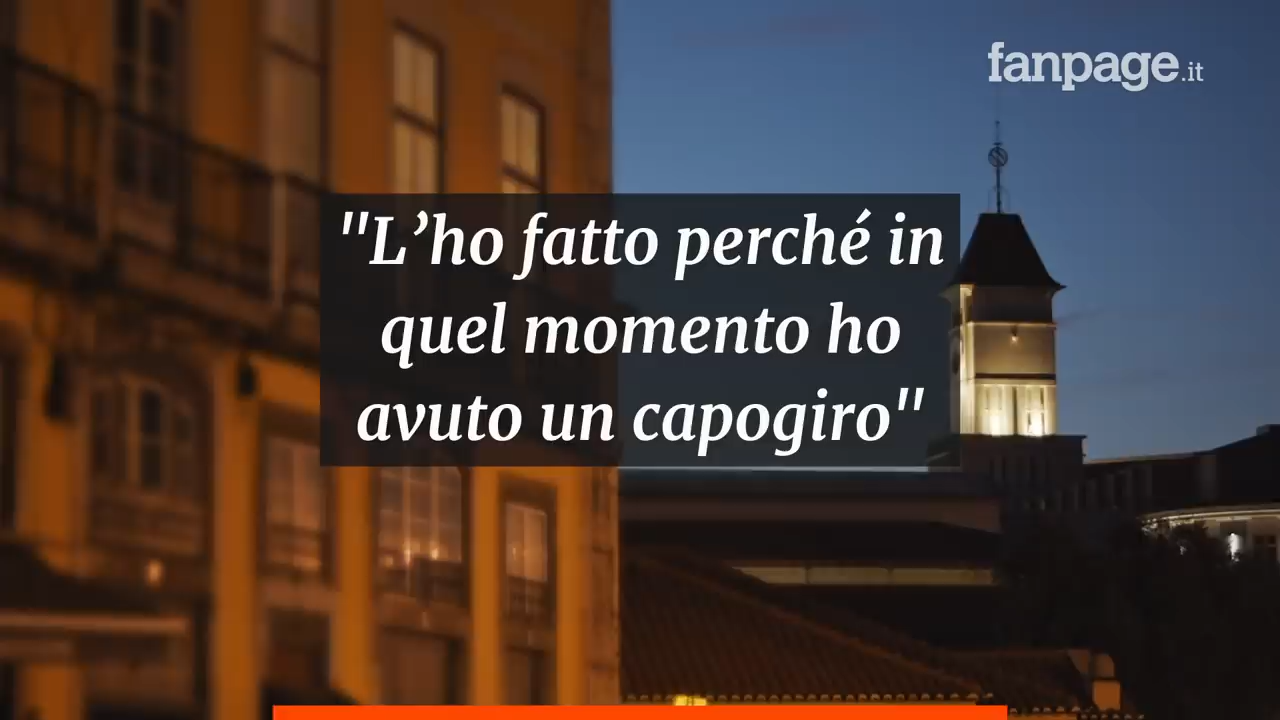 fanpage.it
"L’ho fatto perché in
quel momento ho
avuto un capogiro"